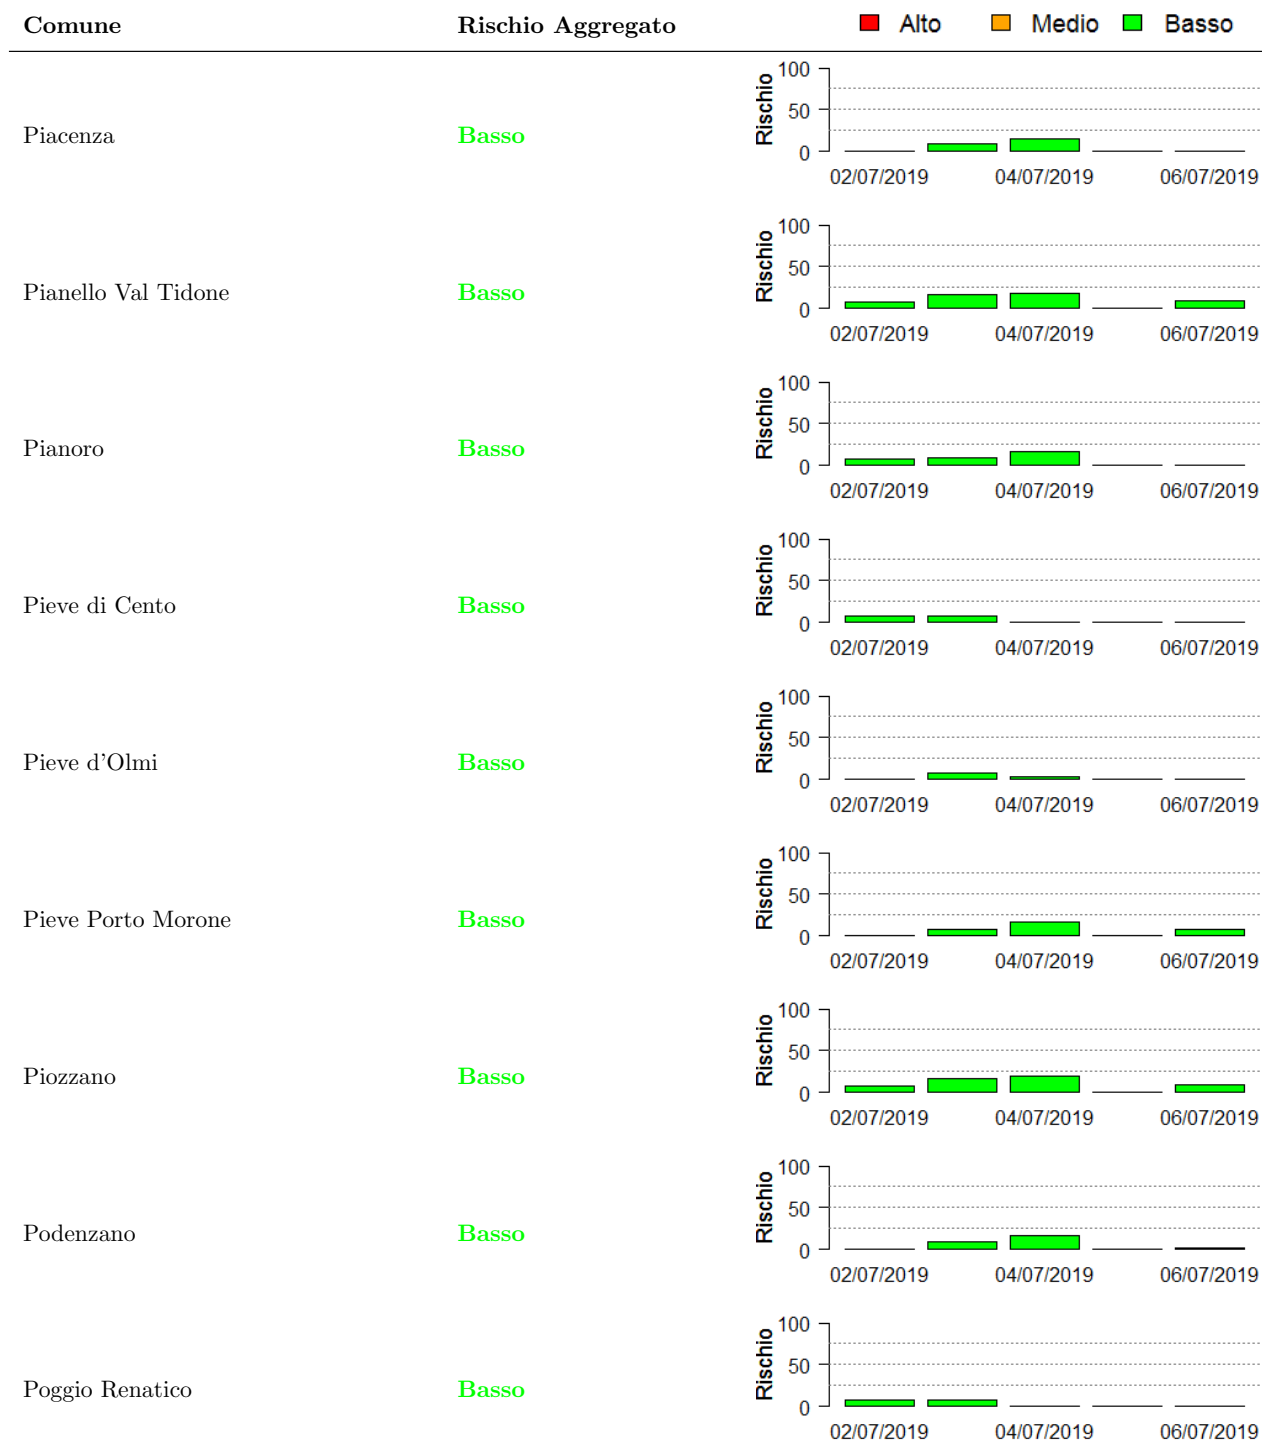 Comune Rischio Aggregato Alto Medio Basso
Piacenza Basso Rischio 100 50 0
02/07/2019 04/07/2019 06/07/2019
Pianello Val Tidone Basso Rischio 100 50 0
02/07/2019 04/07/2019 06/07/2019
Pianoro Basso Rischio 100 50 0
02/07/2019 04/07/2019 06/07/2019
Pieve di Cento Basso Rischio 100 50 0
02/07/2019 04/07/2019 06/07/2019
Pieve d'Olmi Basso Rischio 100 50 0
02/07/2019 04/07/2019 06/07/2019
Pieve Porto Morone Basso Rischio 100 50 0
02/07/2019 04/07/2019 06/07/2019
Piozzano Basso Rischio 100 50 0
02/07/2019 04/07/2019 06/07/2019
Podenzano Basso Rischio 100 50 0
02/07/2019 04/07/2019 06/07/2019
Poggio Renatico Basso Rischio 100 50 0
02/07/2019 04/07/2019 06/07/2019